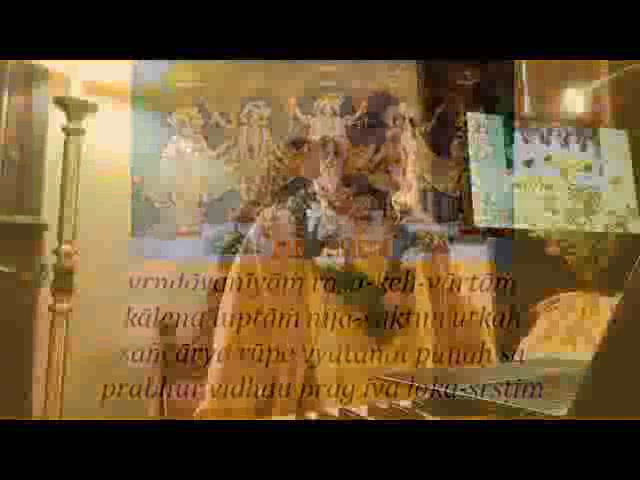 vṛndāvanīyāṁ rasa-keli-vārtāṁ
kālena luptāṁ nija-śaktim utkaḥ
sañcārya rūpe vyatanot punaḥ sa
prabhur vidhau prāg iva loka-sṛṣṭim